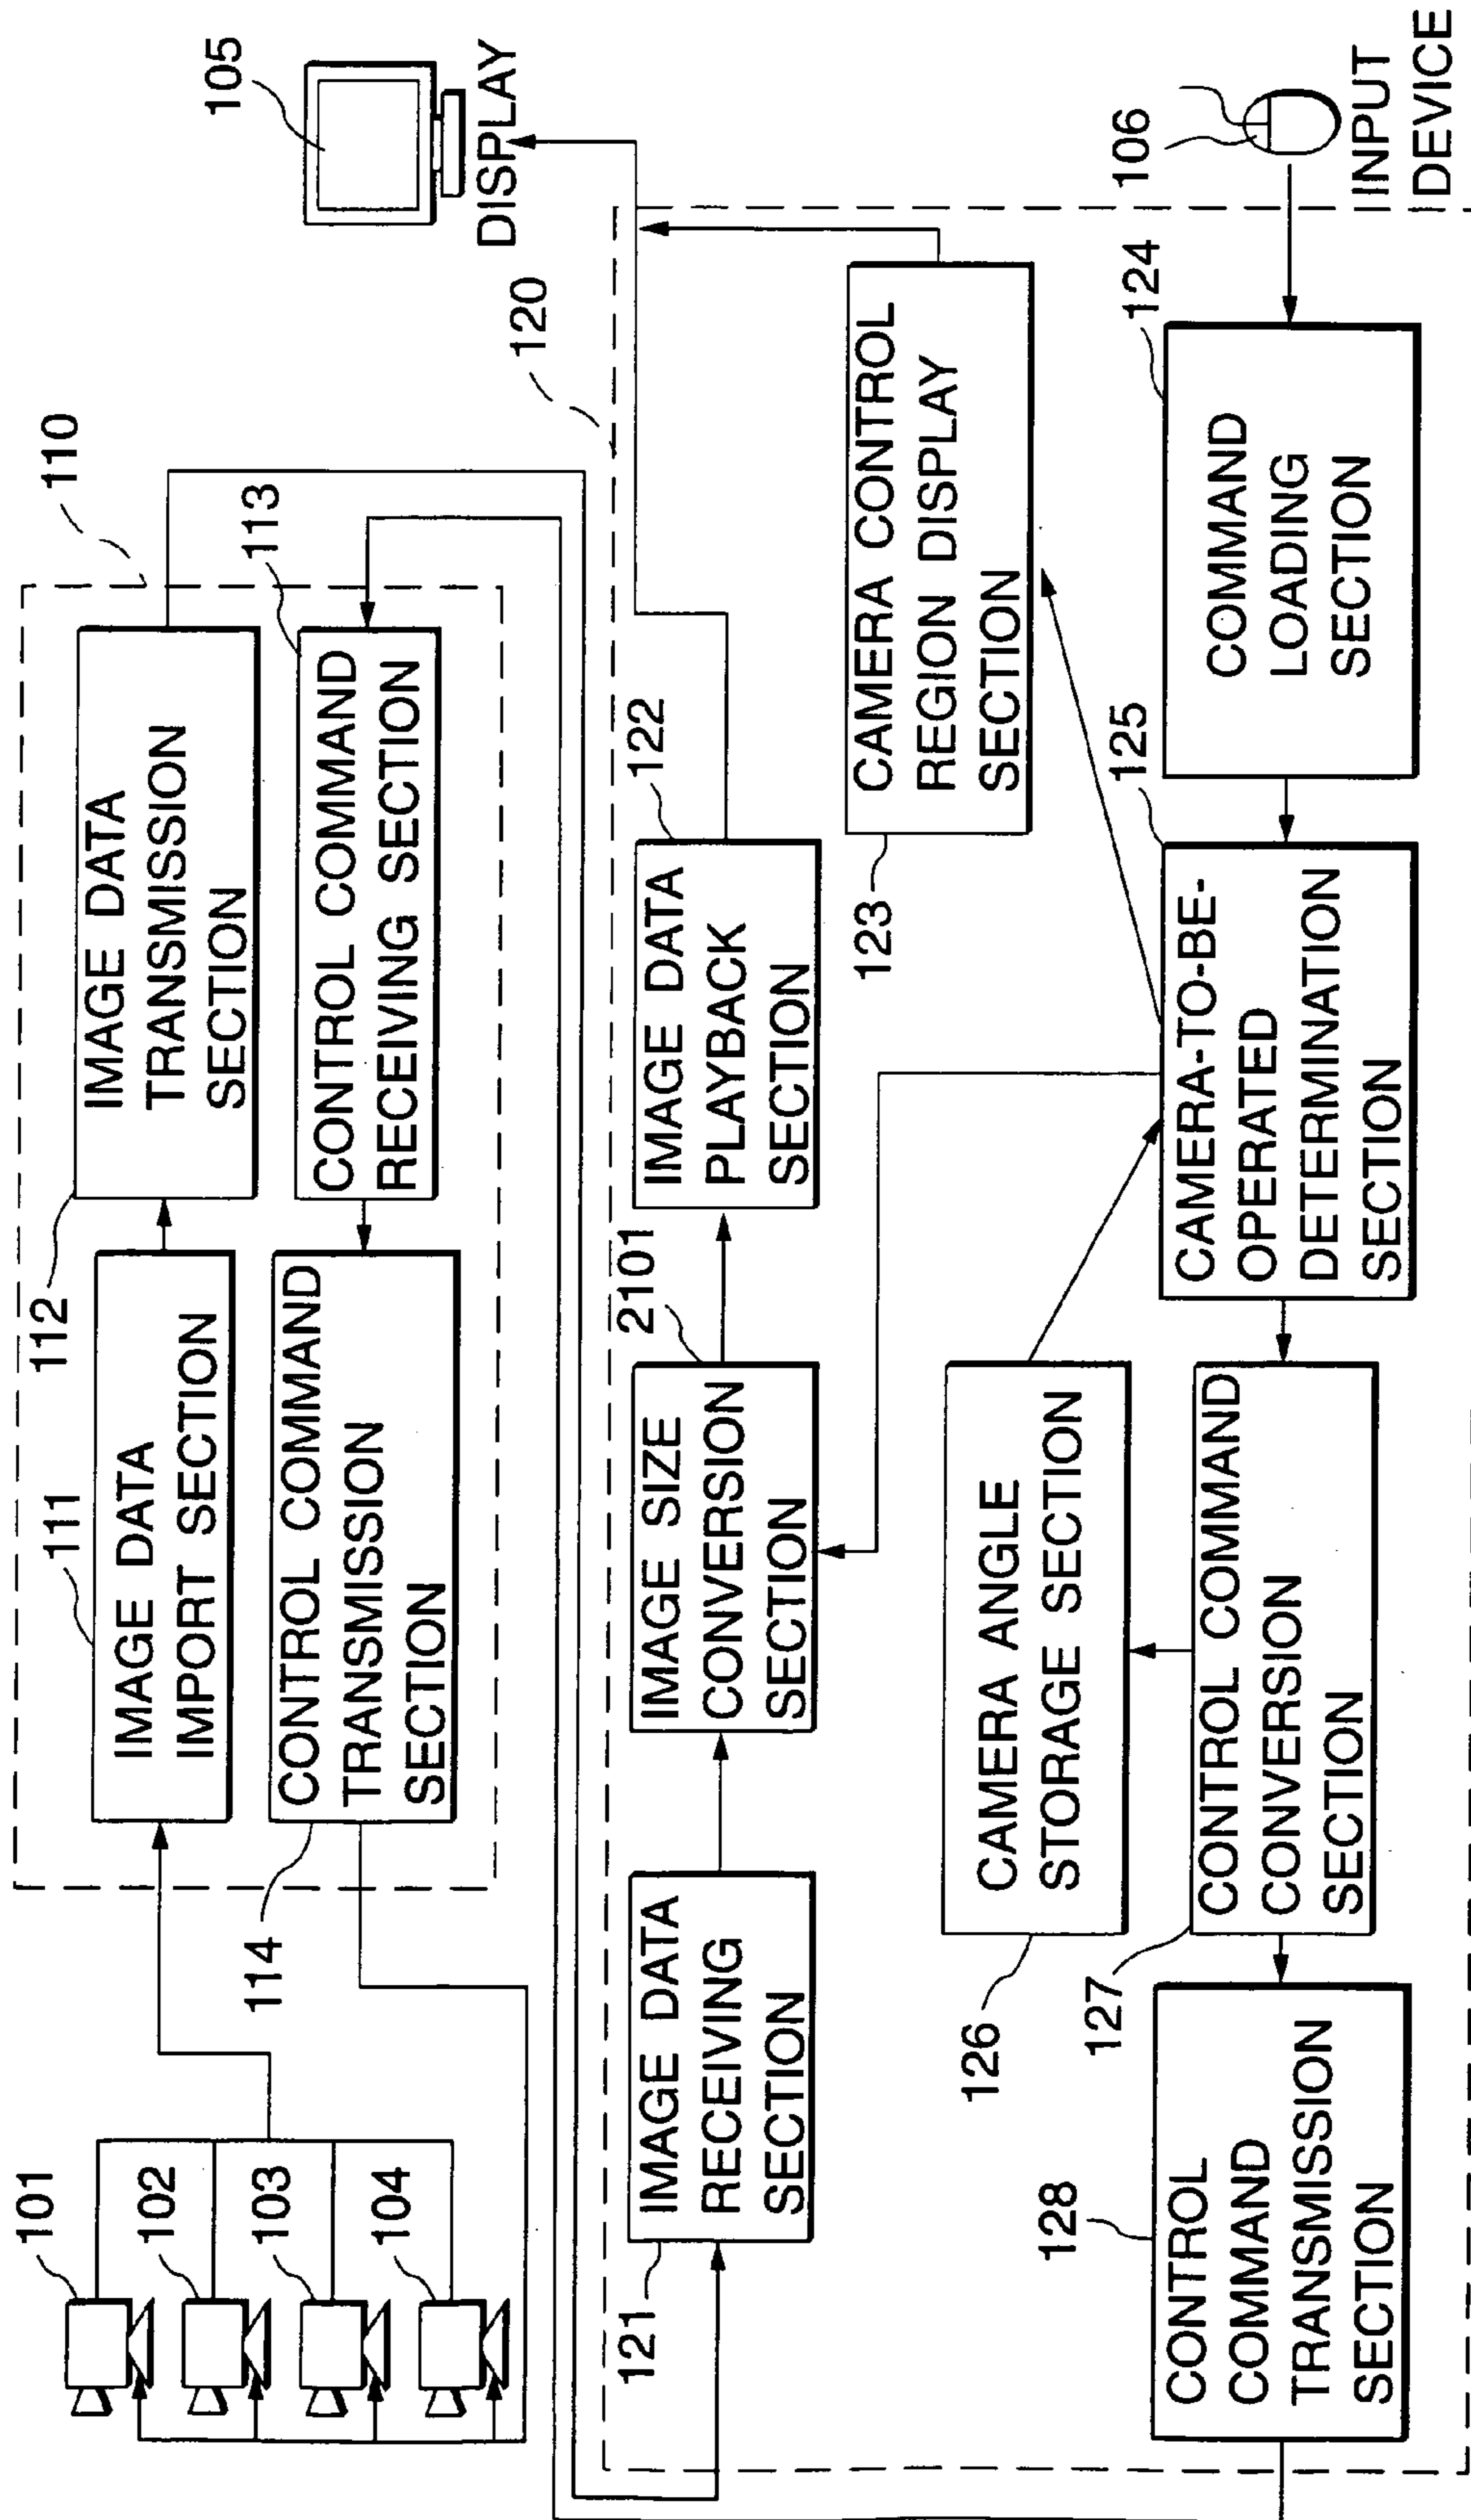 101
102
103
104
111
IMAGE DATA
IMPORT SECTION
112
IMAGE DATA
TRANSMISSION
SECTION
110
114
CONTROL COMMAND
TRANSMISSION
SECTION
113
CONTROL COMMAND
RECEIVING SECTION
105
DISPLAY
120
121
IMAGE DATA
RECEIVING
SECTION
2101
IMAGE SIZE
CONVERSION
SECTION
122
IMAGE DATA
PLAYBACK
SECTION
123
CAMERA CONTROL
REGION DISPLAY
SECTION
126
CAMERA ANGLE
STORAGE SECTION
128
CONTROL
COMMAND
TRANSMISSION
SECTION
127
CONTROL COMMAND
CONVERSION
SECTION
125
CAMERA-TO-BE-
OPERATED
DETERMINATION
SECTION
124
COMMAND
LOADING
SECTION
106
INPUT
DEVICE